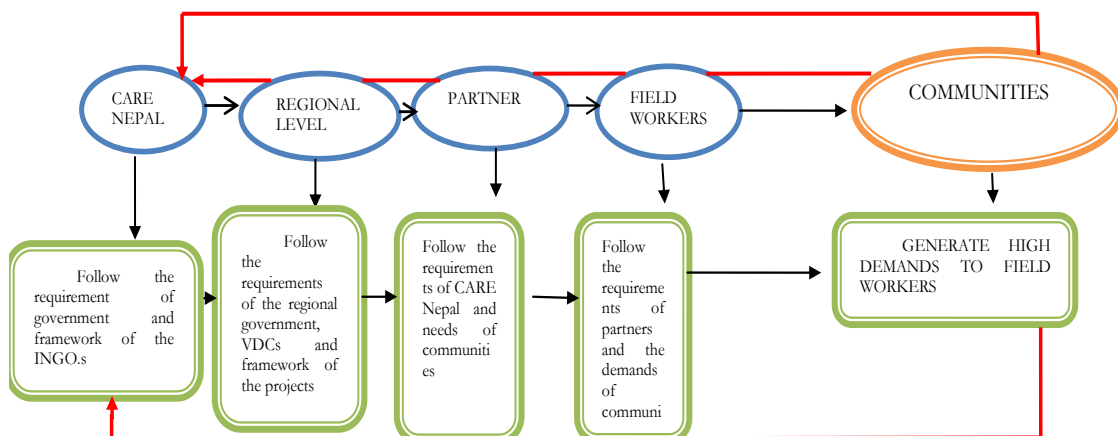 CARE
NEPAL
REGIONAL
LEVEL
PARTNER
FIELD
WORKERS
COMMUNITIES
Follow the
requirement of
government and
framework of the
INGO.s
Follow
the
requirements
of the regional
government,
VDCs and
framework of
the projects
Follow the
requiremen
ts of CARE
Nepal and
needs of
communiti
es
Follow
the
requireme
nts of
partners
and the
demands
of
communi
GENERATE HIGH
DEMANDS TO FIELD
WORKERS